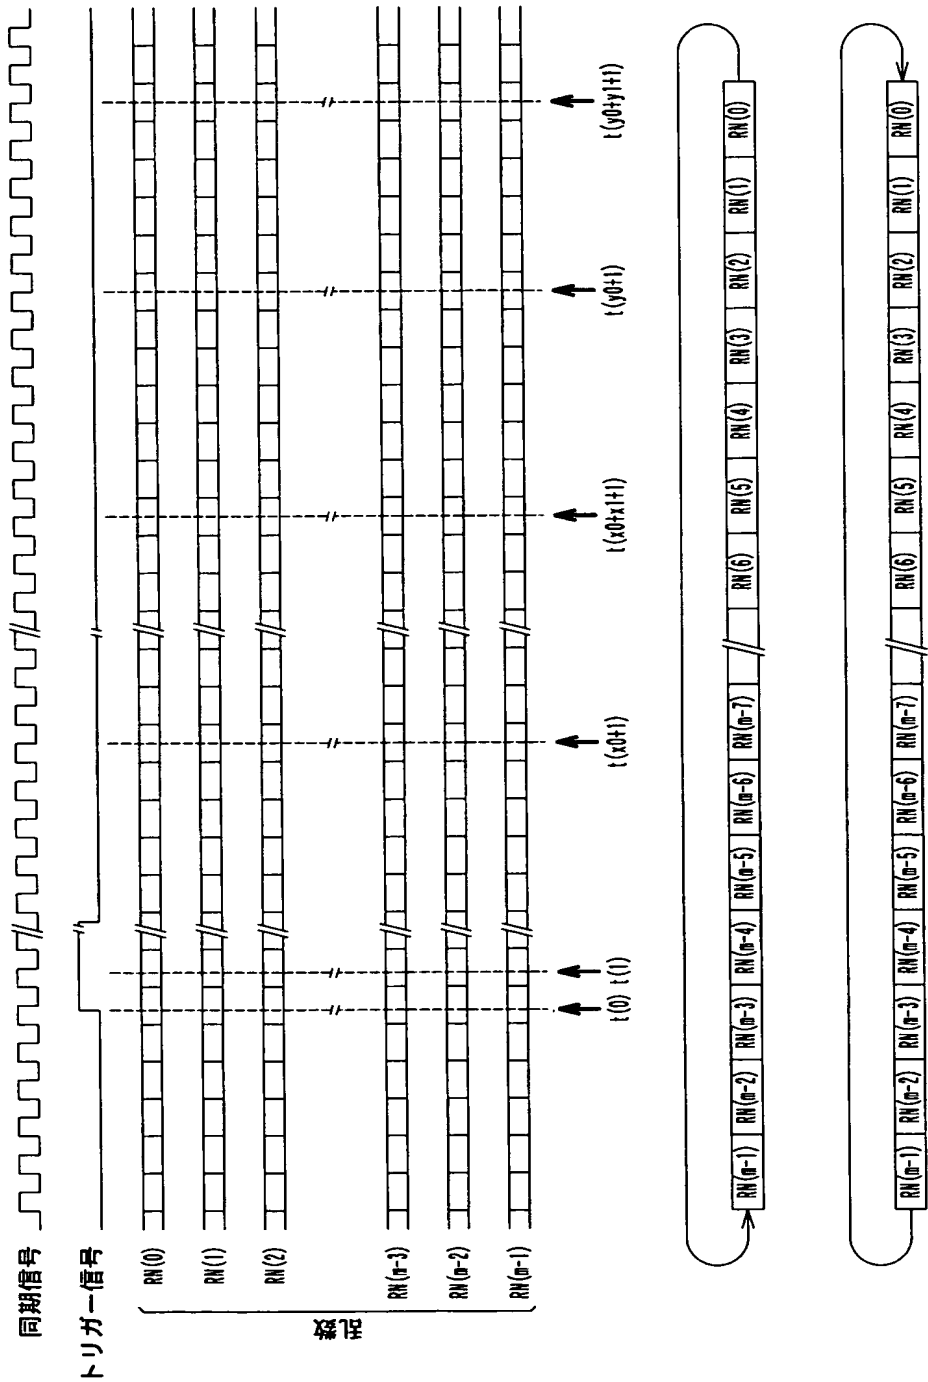 同期信号
トリガー信号
乱数
RN(0)
RN(1)
RN(2)
RN(m-3)
RN(m-2)
RN(m-1)
t(0) t(1) t(x0+1) t(x0+x1+1) t(y0+1) t(y0+y1+1)
RN(m-1) RN(m-2) RN(m-3) RN(m-4) RN(m-5) RN(m-6) RN(m-7) RN(6) RN(5) RN(4) RN(3) RN(2) RN(1) RN(0)
RN(m-1) RN(m-2) RN(m-3) RN(m-4) RN(m-5) RN(m-6) RN(m-7) RN(6) RN(5) RN(4) RN(3) RN(2) RN(1) RN(0)